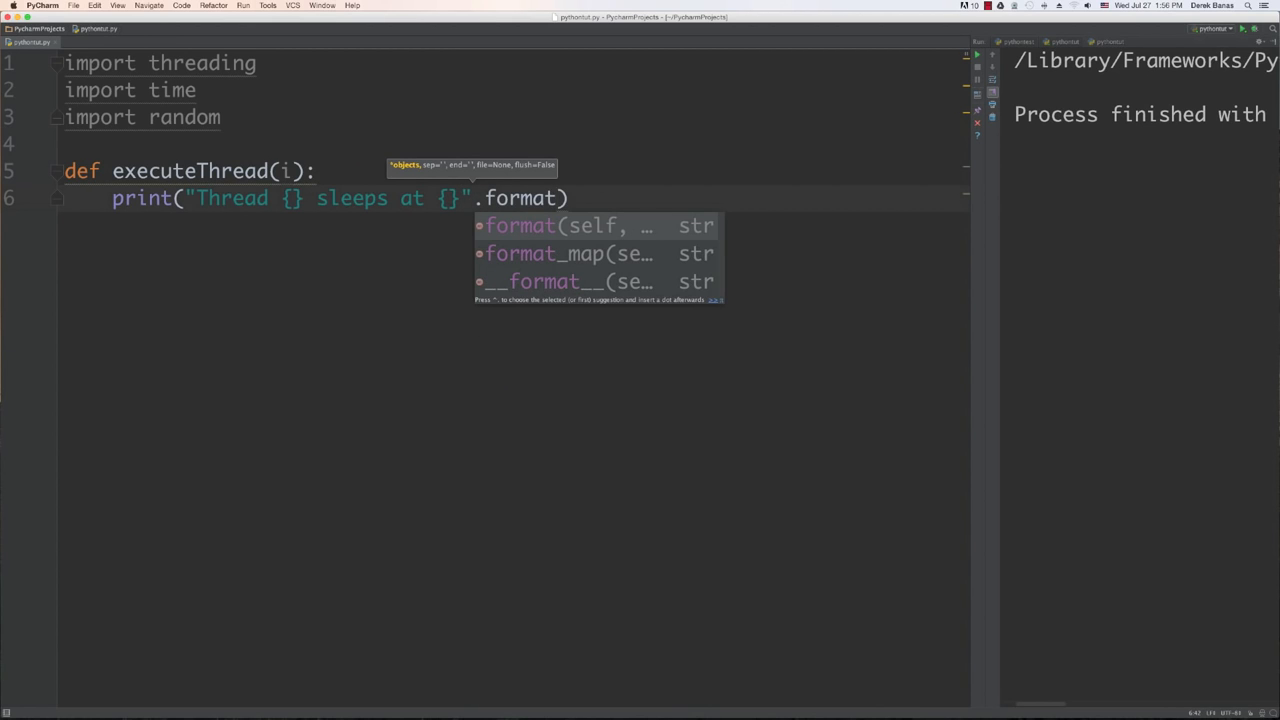 PyCharm File Edit View Navigate Code Refactor Run Tools VCS Window Help
10 Wed Jul 27 1:56 PM Derek Banas
pythontut.py - PycharmProjects - [~/PycharmProjects]
PycharmProjects pythontut.py
pythontut
pythontut.py
Run: pythontest pythontut pythontut
1 import threading
2 import time
3 import random
4
5 def executeThread(i):
*objects, sep=' ', end=' ', file=None, flush=False
6 print("Thread {} sleeps at {}".format)
format(self, … str
format_map(se… str
__format__(se… str
Press ^. to choose the selected (or first) suggestion and insert a dot afterwards >>
/Library/Frameworks/Py
Process finished with
6:42 LF÷ UTF-8÷